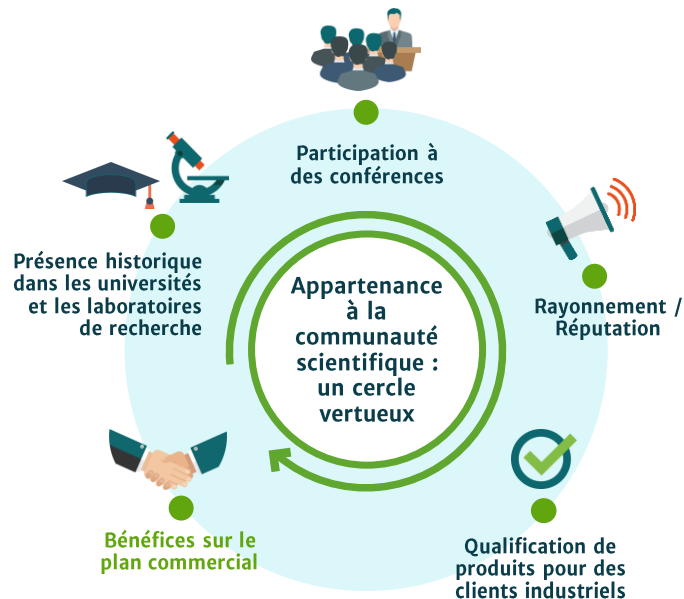 Participation à
des conférences
Présence historique
dans les universités
et les laboratoires
de recherche
Appartenance
à la
communauté
scientifique :
un cercle
vertueux
Rayonnement /
Réputation
Bénéfices sur le
plan commercial
Qualification de
produits pour des
clients industriels